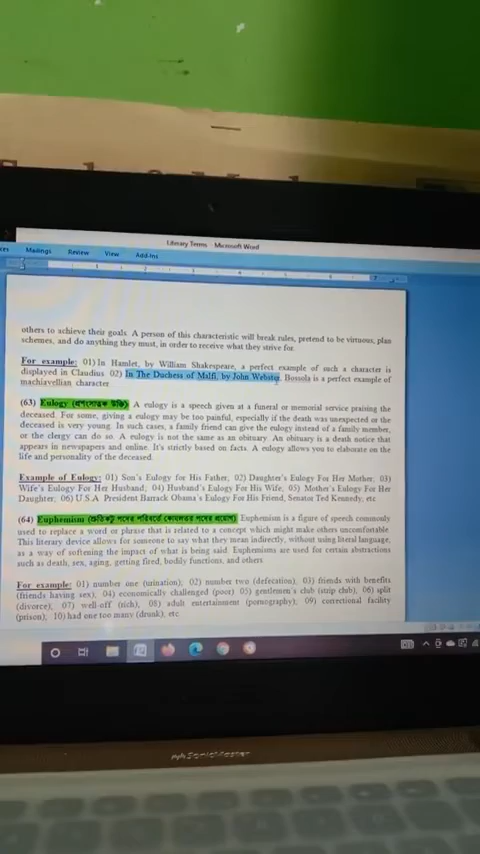 Literary Terms - Microsoft Word
Mailings Review View Add-Ins
others to achieve their goals. A person of this characteristic will break rules, pretend to be virtuous, plan
schemes, and do anything they must, in order to receive what they strive for.
For example: 01) In Hamlet, by William Shakespeare, a perfect example of such a character is
displayed in Claudius 02) In The Duchess of Malfi, by John Webster, Bossola is a perfect example of
machiavellian character
(63) Eulogy (প্রশংসাত্মক উক্তি) A eulogy is a speech given at a funeral or memorial service praising the
deceased. For some, giving a eulogy may be too painful, especially if the death was unexpected or the
deceased is very young. In such cases, a family friend can give the eulogy instead of a family member,
or the clergy can do so. A eulogy is not the same as an obituary. An obituary is a death notice that
appears in newspapers and online. It's strictly based on facts. A eulogy allows you to elaborate on the
life and personality of the deceased.
Example of Eulogy: 01) Son's Eulogy for His Father, 02) Daughter's Eulogy For Her Mother, 03)
Wife's Eulogy For Her Husband, 04) Husband's Eulogy For His Wife, 05) Mother's Eulogy For Her
Daughter, 06) U.S.A President Barrack Obama's Eulogy For His Friend, Senator Ted Kennedy, etc
(64) Euphemism (শ্রুতিকটু পদের পরিবর্তে কোমলতর পদের প্রয়োগ) Euphemism is a figure of speech commonly
used to replace a word or phrase that is related to a concept which might make others uncomfortable.
This literary device allows for someone to say what they mean indirectly, without using literal language,
as a way of softening the impact of what is being said. Euphemisms are used for certain abstractions
such as death, sex, aging, getting fired, bodily functions, and others.
For example: 01) number one (urination); 02) number two (defecation), 03) friends with benefits
(friends having sex), 04) economically challenged (poor) 05) gentlemen's club (strip club), 06) split
(divorce), 07) well-off (rich), 08) adult entertainment (pornography), 09) correctional facility
(prison), 10) had one too many (drunk), etc